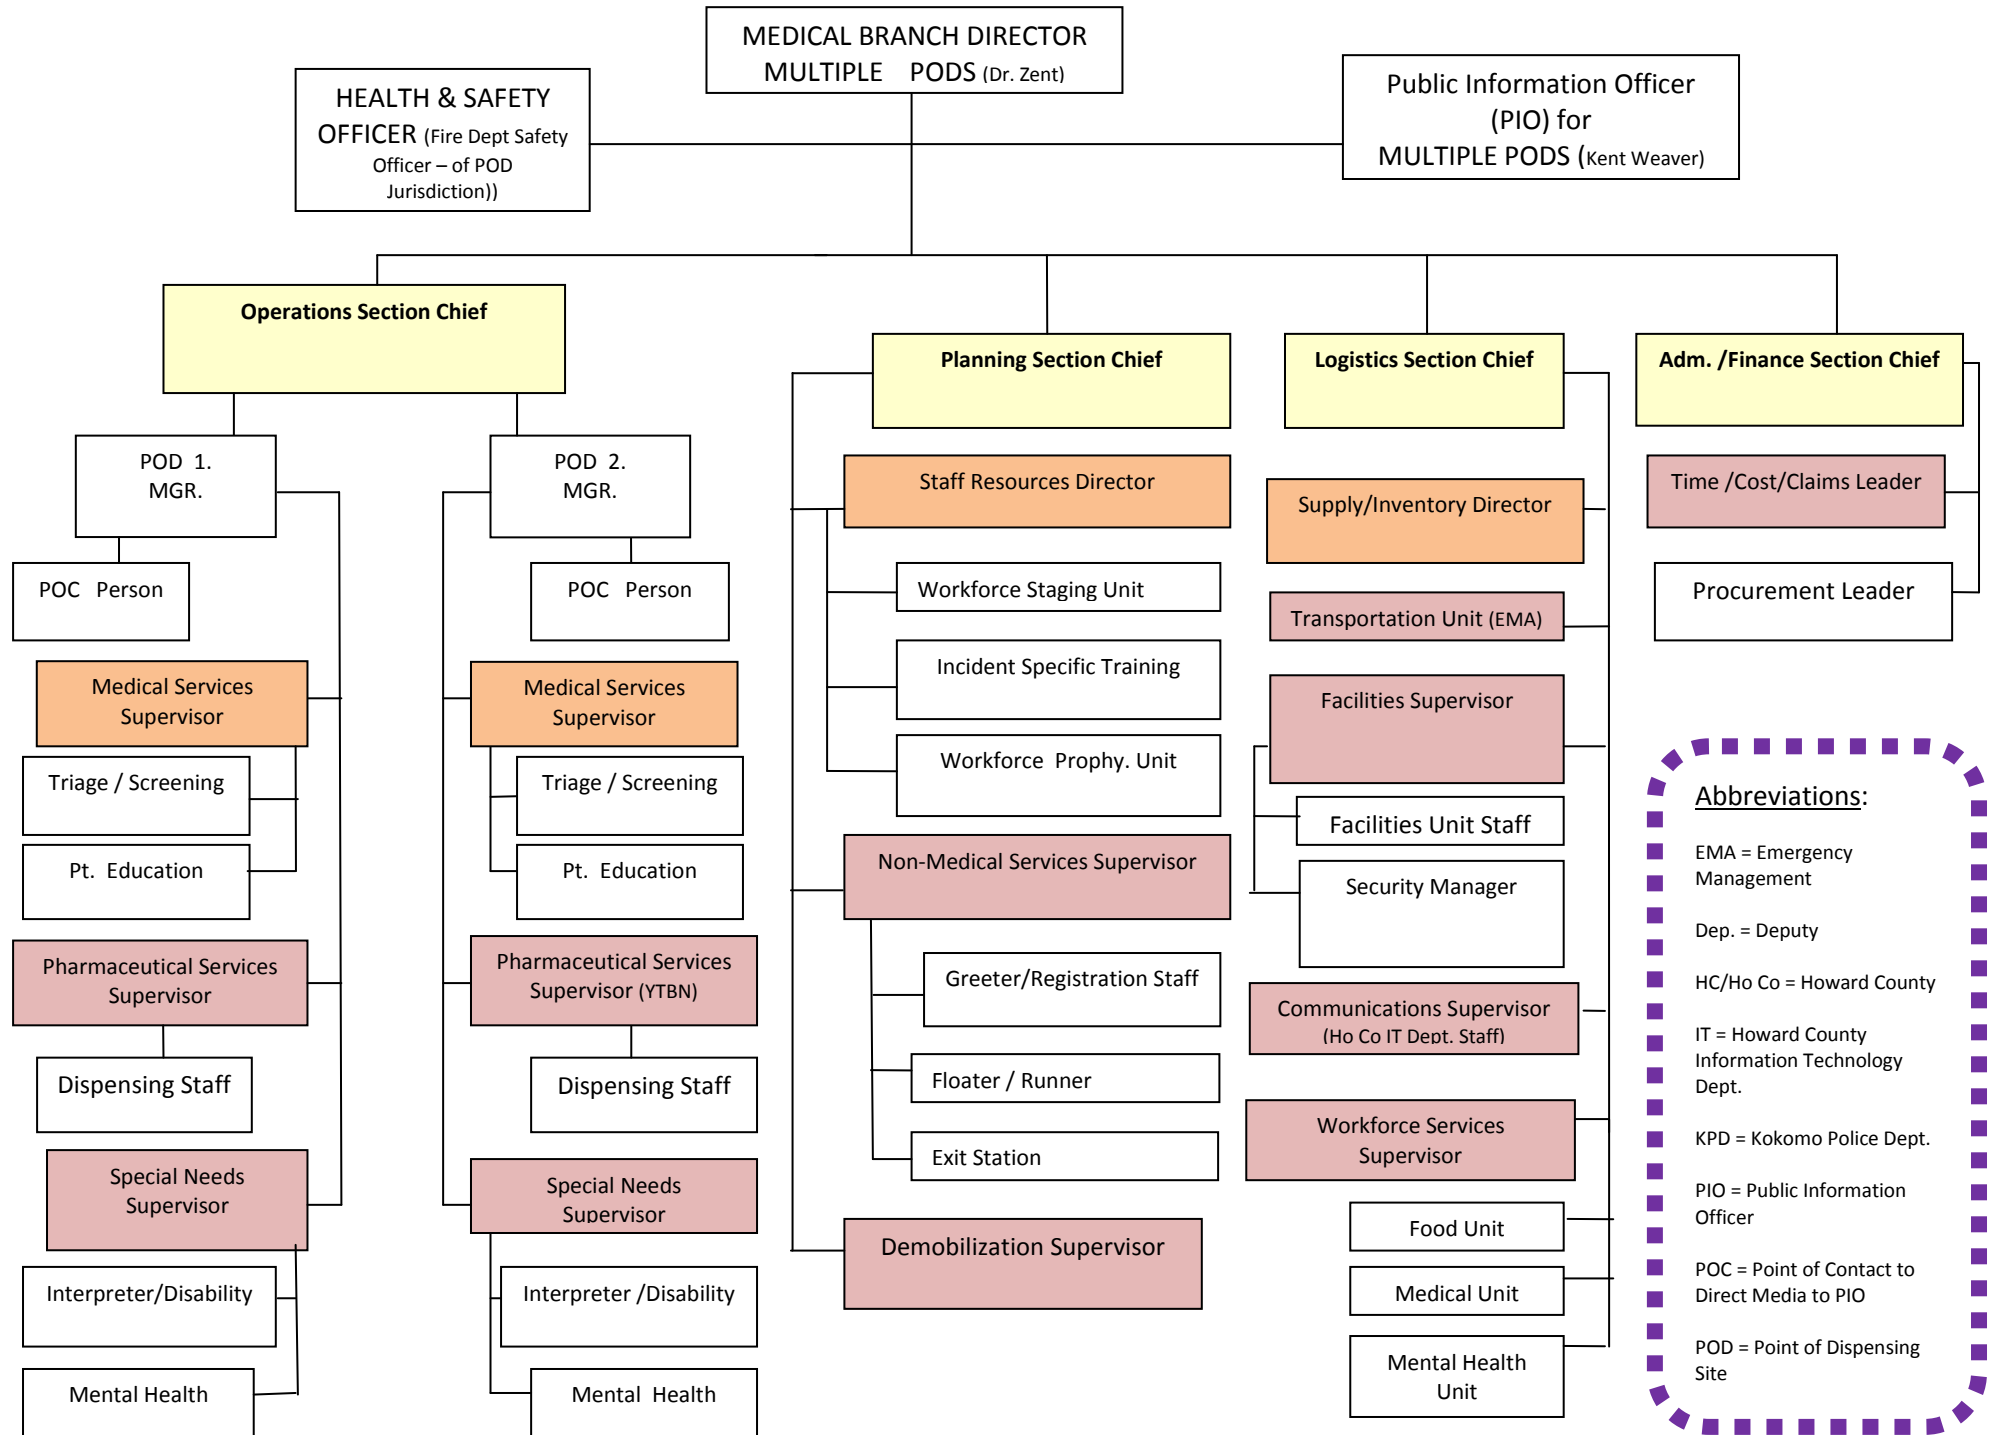 MEDICAL BRANCH DIRECTOR
MULTIPLE PODS (Dr. Zent)
HEALTH & SAFETY
OFFICER (Fire Dept Safety
Officer – of POD
Jurisdiction))
Public Information Officer
(PIO) for
MULTIPLE PODS (Kent Weaver)
Operations Section Chief
Planning Section Chief
Logistics Section Chief
Adm. /Finance Section Chief
POD 1.
MGR.
POC Person
Medical Services
Supervisor
Triage / Screening
Pt. Education
Pharmaceutical Services
Supervisor
Dispensing Staff
Special Needs
Supervisor
Interpreter/Disability
Mental Health
POD 2.
MGR.
POC Person
Medical Services
Supervisor
Triage / Screening
Pt. Education
Pharmaceutical Services
Supervisor (YTBN)
Dispensing Staff
Special Needs
Supervisor
Interpreter /Disability
Mental Health
Staff Resources Director
Workforce Staging Unit
Incident Specific Training
Workforce Prophy. Unit
Non-Medical Services Supervisor
Greeter/Registration Staff
Floater / Runner
Exit Station
Demobilization Supervisor
Supply/Inventory Director
Transportation Unit (EMA)
Facilities Supervisor
Facilities Unit Staff
Security Manager
Communications Supervisor
(Ho Co IT Dept. Staff)
Workforce Services
Supervisor
Food Unit
Medical Unit
Mental Health
Unit
Time /Cost/Claims Leader
Procurement Leader
Abbreviations:
EMA = Emergency
Management
Dep. = Deputy
HC/Ho Co = Howard County
IT = Howard County
Information Technology
Dept.
KPD = Kokomo Police Dept.
PIO = Public Information
Officer
POC = Point of Contact to
Direct Media to PIO
POD = Point of Dispensing
Site